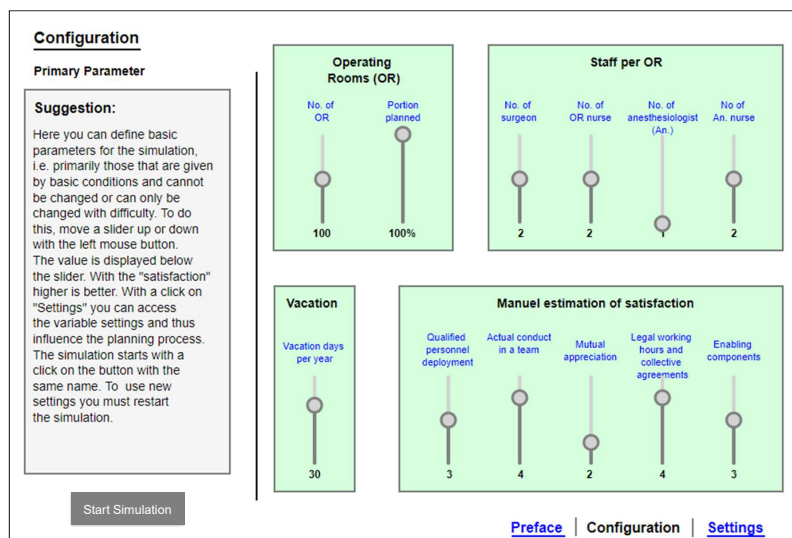 Configuration
Primary Parameter
Suggestion:
Here you can define basic
parameters for the simulation,
i.e. primarily those that are given
by basic conditions and cannot
be changed or can only be
changed with difficulty. To do
this, move a slider up or down
with the left mouse button.
The value is displayed below
the slider. With the "satisfaction"
higher is better. With a click on
"Settings" you can access
the variable settings and thus
influence the planning process.
The simulation starts with a
click on the button with the
same name. To use new
settings you must restart
the simulation.
Start Simulation
Operating
Rooms (OR)
No. of
OR
100
Portion
planned
100%
Staff per OR
No. of
surgeon
2
No. of
OR nurse
2
No. of
anesthesiologist
(An.)
1
No of
An. nurse
2
Vacation
Vacation days
per year
30
Manuel estimation of satisfaction
Qualified
personnel
deployment
3
Actual conduct
in a team
4
Mutual
appreciation
2
Legal working
hours and
collective
agreements
4
Enabling
components
3
Preface | Configuration | Settings